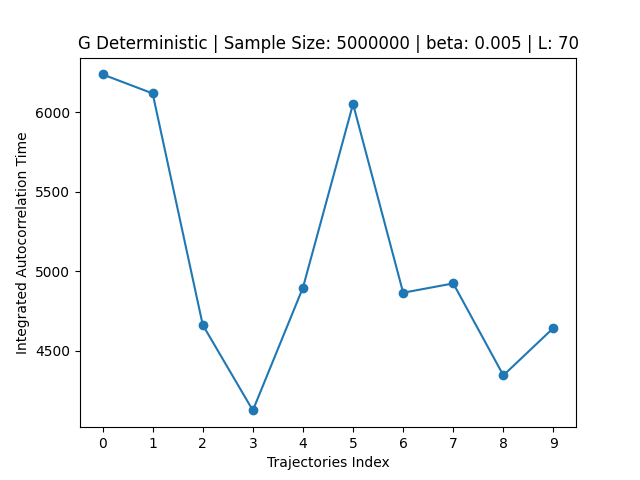 G Deterministic | Sample Size: 5000000 | beta: 0.005 | L: 70
6000
5500
5000
4500
Integrated Autocorrelation Time
0 1 2 3 4 5 6 7 8 9
Trajectories Index